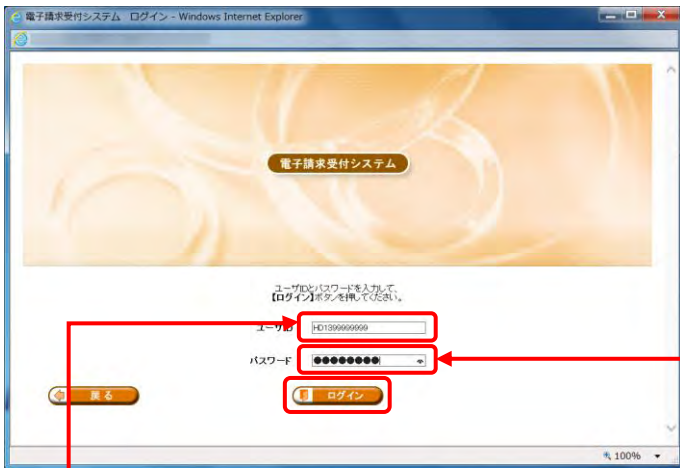 電子請求受付システム ログイン - Windows Internet Explorer
電子請求受付システム
ユーザIDとパスワードを入力して、
【ログイン】ボタンを押してください。
ユーザID HD1399999999
パスワード ●●●●●●●●
戻る ログイン
100%